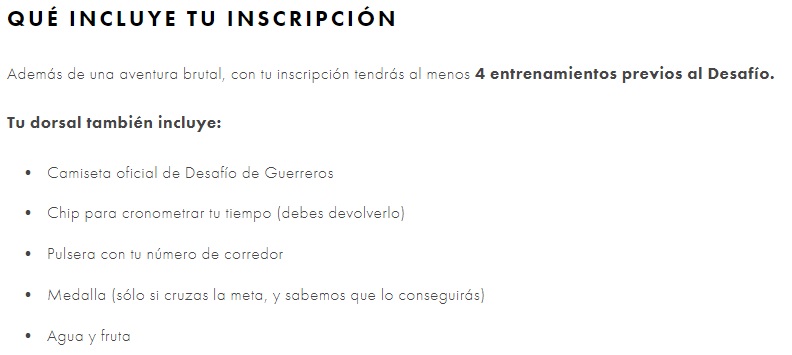 QUÉ INCLUYE TU INSCRIPCIÓN
Además de una aventura brutal, con tu inscripción tendrás al menos 4 entrenamientos previos al Desafío.
Tu dorsal también incluye:
• Camiseta oficial de Desafío de Guerreros
• Chip para cronometrar tu tiempo (debes devolverlo)
• Pulsera con tu número de corredor
• Medalla (sólo si cruzas la meta, y sabemos que lo conseguirás)
• Agua y fruta